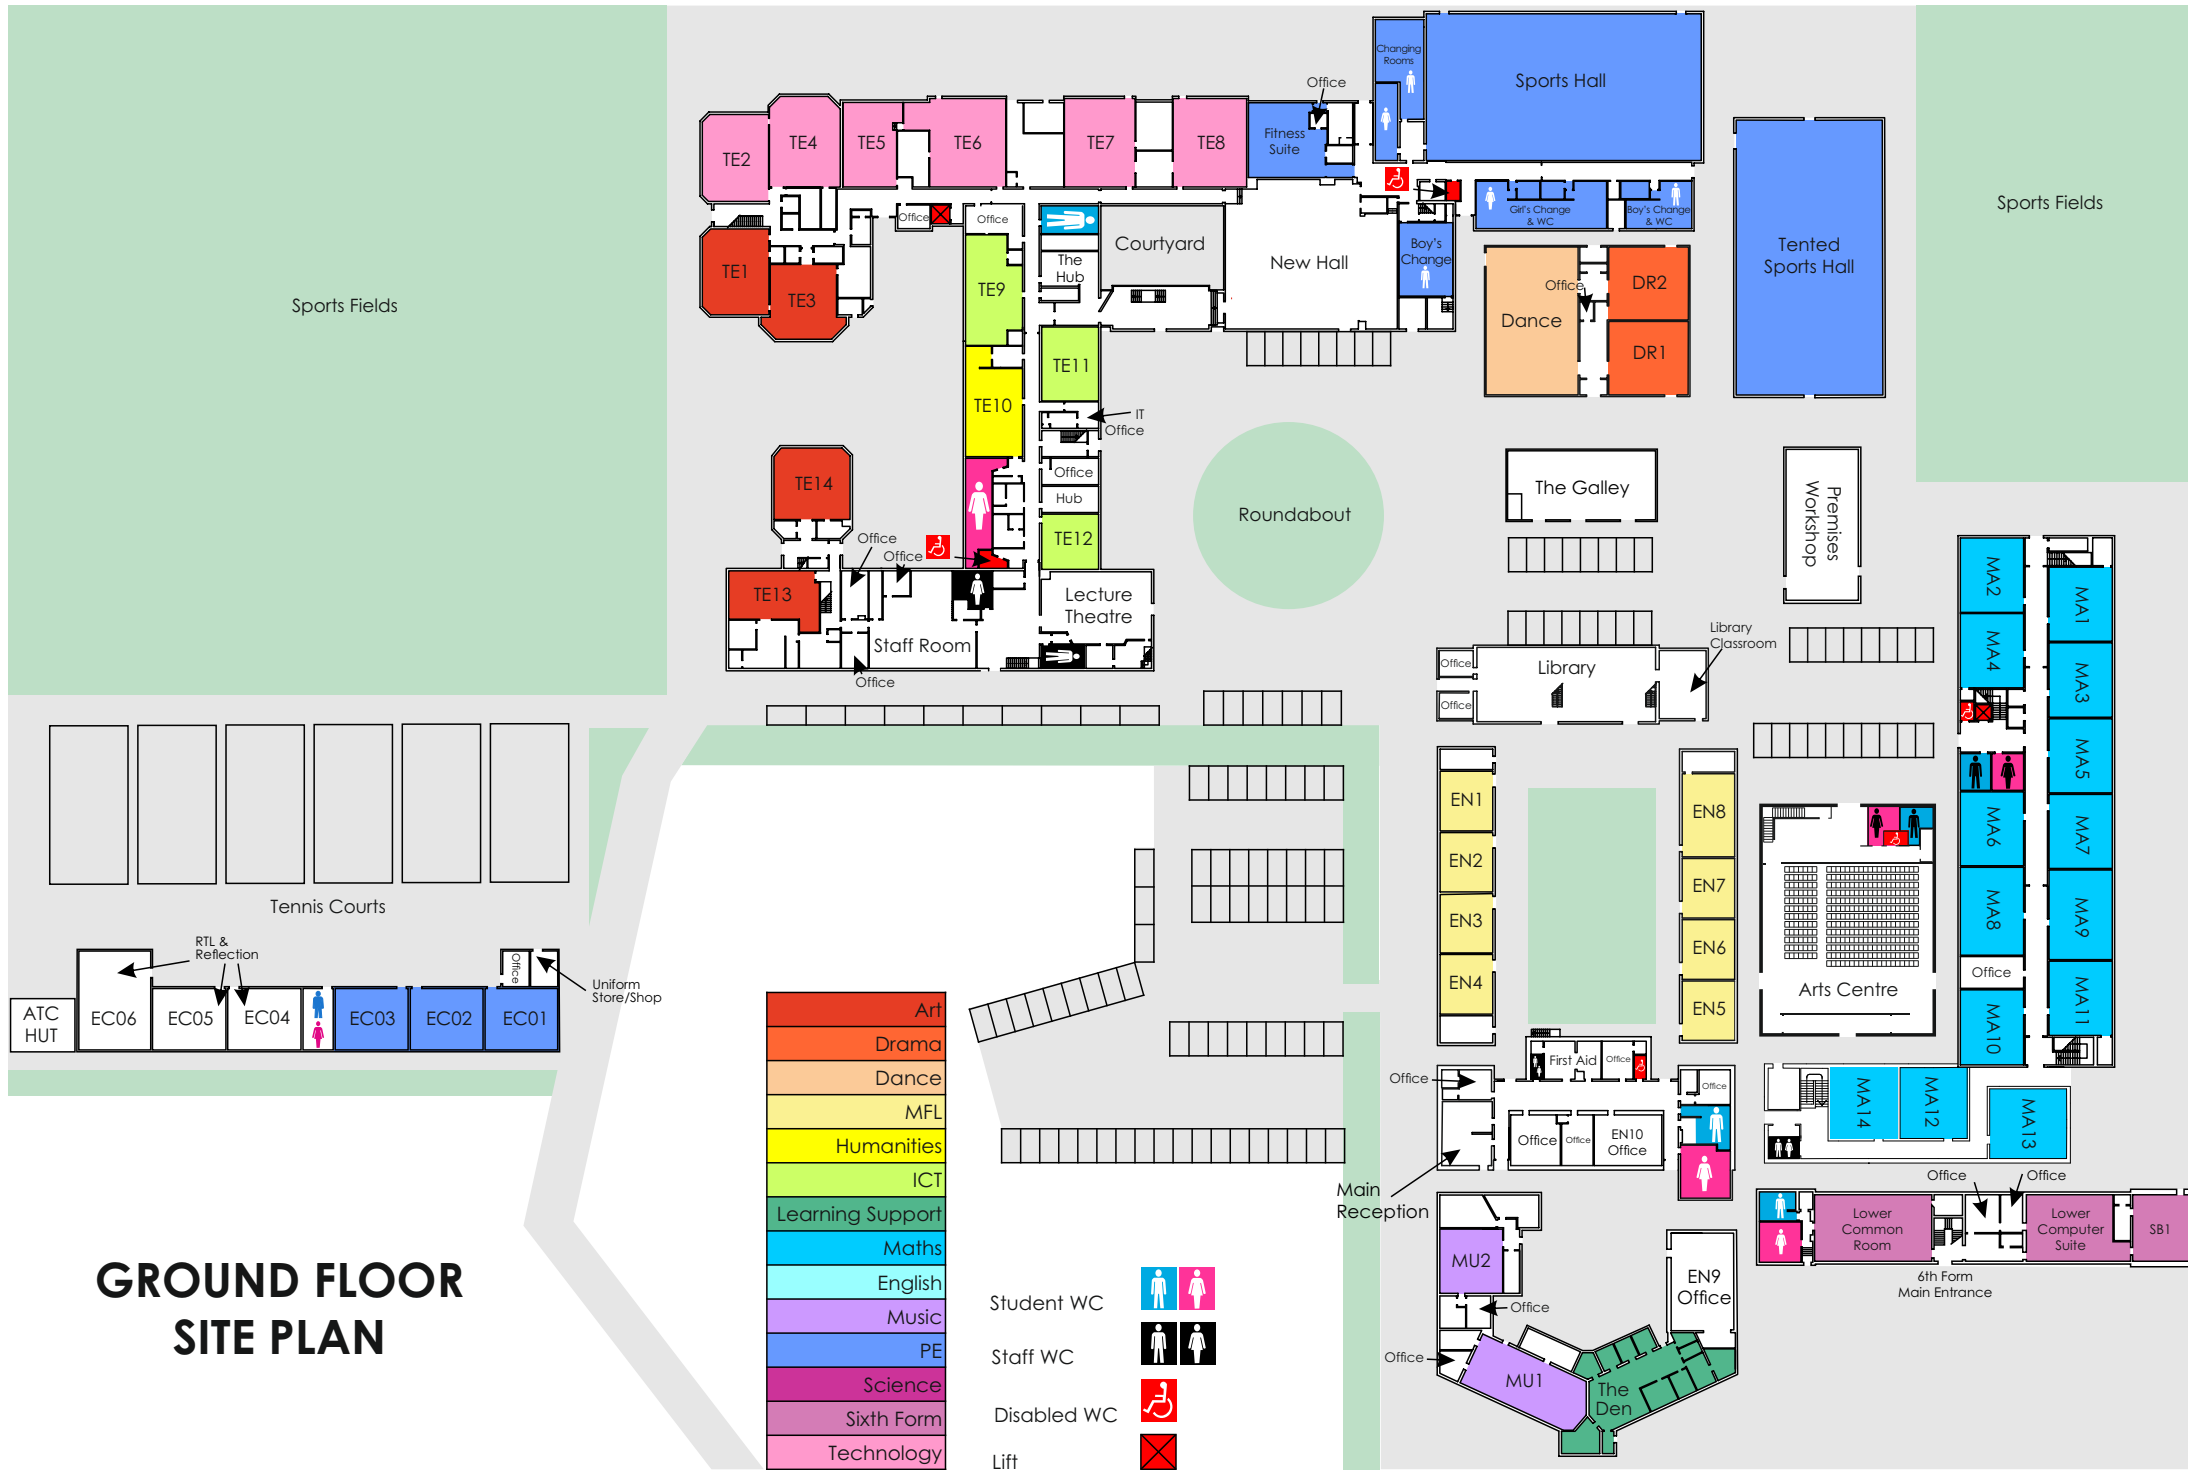 Changing
Rooms
Sports Hall
Office
TE2
TE4
TE5
TE6
TE7
TE8
Fitness
Suite
Sports Fields
Sports Fields
Office
Office
Girl's Change
& WC
Boy's Change
& WC
TE1
TE3
TE9
The
Hub
Courtyard
New Hall
Boy's
Change
Dance
Office
DR2
DR1
Tented
Sports Hall
TE11
TE10
IT
Office
Office
Hub
TE12
TE14
Office
Office
TE13
Staff Room
Office
Lecture
Theatre
Roundabout
The Galley
Premises
Workshop
Library
Classroom
Office
Office
Library
MA2
MA1
MA4
MA3
MA5
MA6
MA7
MA8
MA9
Office
MA10
MA11
MA14
MA12
MA13
Tennis Courts
RTL &
Reflection
Office
Uniform
Store/Shop
ATC
HUT
EC06
EC05
EC04
EC03
EC02
EC01
EN1
EN2
EN3
EN4
EN8
EN7
EN6
EN5
Arts Centre
First Aid
Office
Office
Office
Office
Office
EN10
Office
Main
Reception
Office
Office
Lower
Common
Room
Lower
Computer
Suite
SB1
6th Form
Main Entrance
MU2
Office
Office
MU1
The
Den
EN9
Office
Art
Drama
Dance
MFL
Humanities
ICT
Learning Support
Maths
English
Music
PE
Science
Sixth Form
Technology
Student WC
Staff WC
Disabled WC
Lift
GROUND FLOOR
SITE PLAN